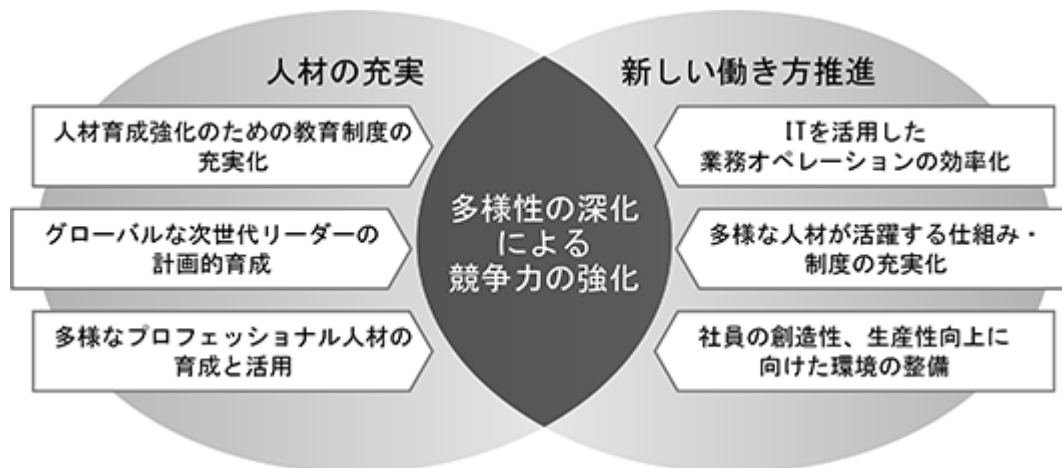 人材の充実
人材育成強化のための教育制度の
充実化
グローバルな次世代リーダーの
計画的育成
多様なプロフェッショナル人材の
育成と活用
多様性の深化
による
競争力の強化
新しい働き方推進
ITを活用した
業務オペレーションの効率化
多様な人材が活躍する仕組み・
制度の充実化
社員の創造性、生産性向上に
向けた環境の整備